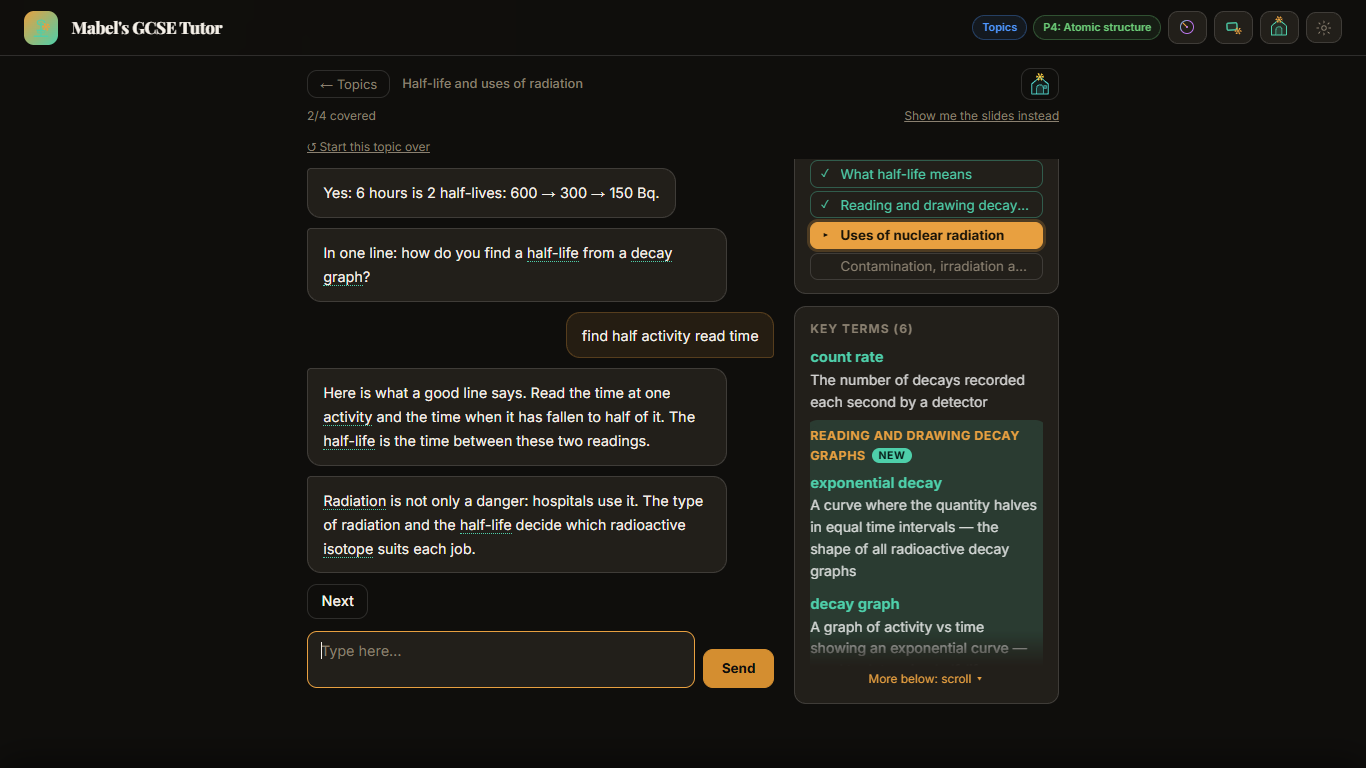 Mabel's GCSE Tutor
Topics
P4: Atomic structure
← Topics
Half-life and uses of radiation
2/4 covered
Show me the slides instead
↺ Start this topic over
Yes: 6 hours is 2 half-lives: 600 → 300 → 150 Bq.
In one line: how do you find a half-life from a decay
graph?
find half activity read time
Here is what a good line says. Read the time at one
activity and the time when it has fallen to half of it. The
half-life is the time between these two readings.
Radiation is not only a danger: hospitals use it. The type
of radiation and the half-life decide which radioactive
isotope suits each job.
Next
Type here...
Send
✓ What half-life means
✓ Reading and drawing decay...
‣ Uses of nuclear radiation
Contamination, irradiation a...
KEY TERMS (6)
count rate
The number of decays recorded
each second by a detector
READING AND DRAWING DECAY
GRAPHS NEW
exponential decay
A curve where the quantity halves
in equal time intervals — the
shape of all radioactive decay
graphs
decay graph
A graph of activity vs time
showing an exponential curve —
More below: scroll ▾